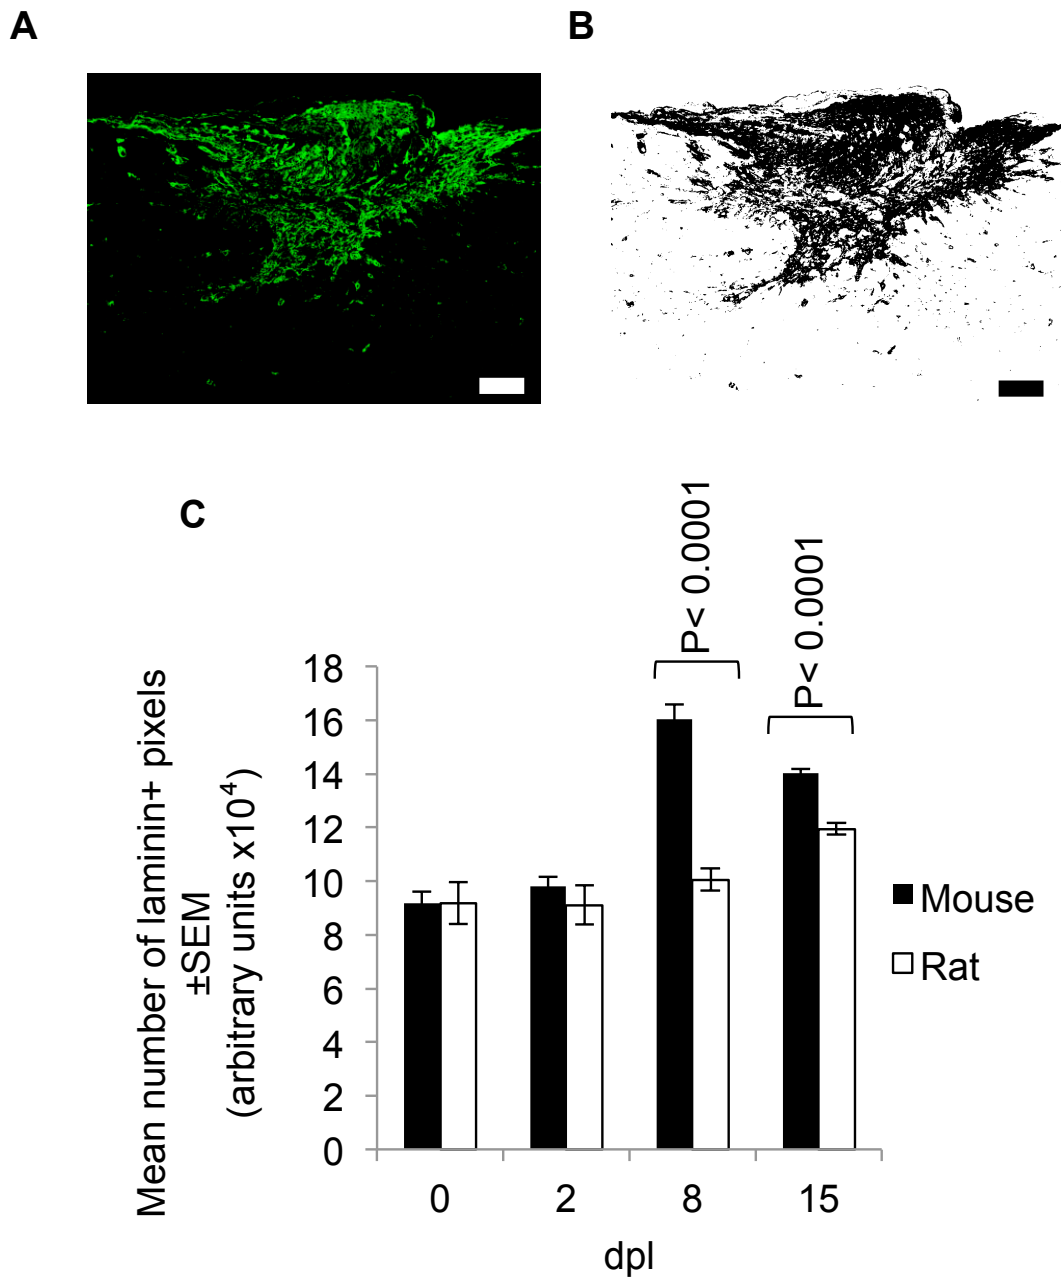 A
B
C
P< 0.0001
P< 0.0001
Mean number of laminin+ pixels
±SEM
(arbitrary units x10⁴)
18
16
14
12
10
8
6
4
2
0
0 2 8 15
dpl
Mouse
Rat